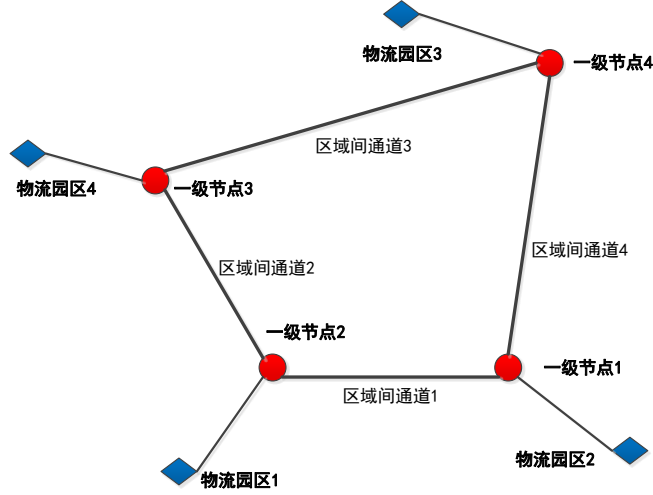 物流园区3
一级节点4
区域间通道3
物流园区4
一级节点3
区域间通道4
区域间通道2
一级节点2
一级节点1
区域间通道1
物流园区2
物流园区1